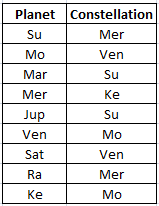 Planet Constellation
Su Mer
Mo Ven
Mar Su
Mer Ke
Jup Su
Ven Mo
Sat Ven
Ra Mer
Ke Mo